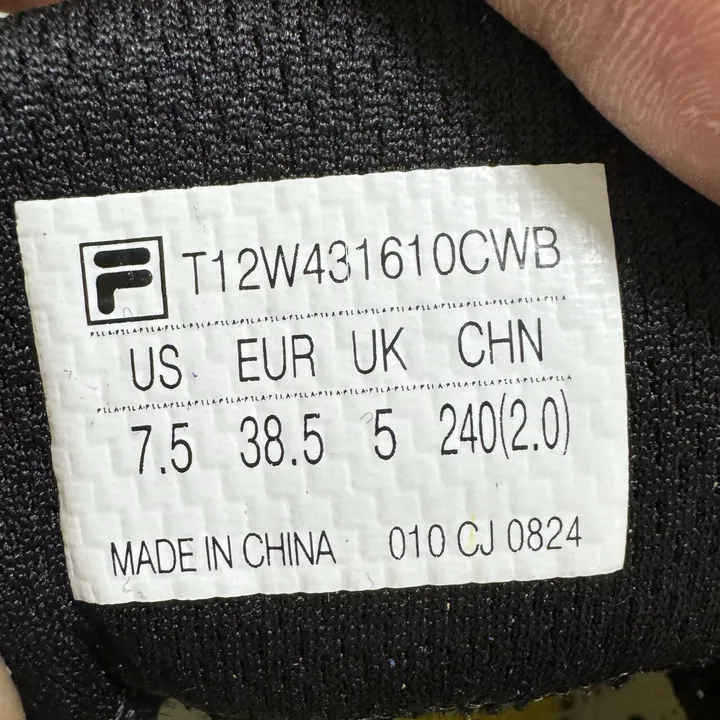 F T12W431610CWB
US EUR UK CHN
7.5 38.5 5 240(2.0)
MADE IN CHINA 010 CJ 0824